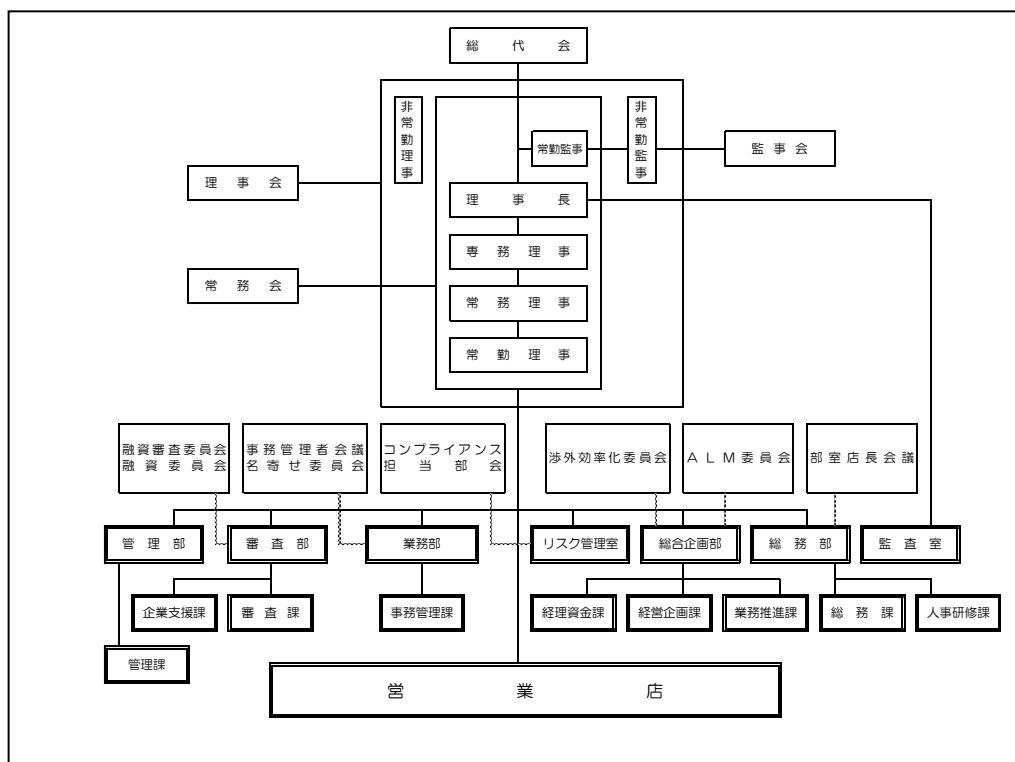 総代会
非常勤理事
非常勤監事
常勤監事
監事会
理事会
理事長
専務理事
常務会
常務理事
常勤理事
融資審査委員会
融資委員会
事務管理者会議
名寄せ委員会
コンプライアンス
担当部会
渉外効率化委員会
ALM委員会
部室店長会議
管理部
審査部
業務部
リスク管理室
総合企画部
総務部
監査室
企業支援課
審査課
事務管理課
経理資金課
経営企画課
業務推進課
総務課
人事研修課
管理課
営業店